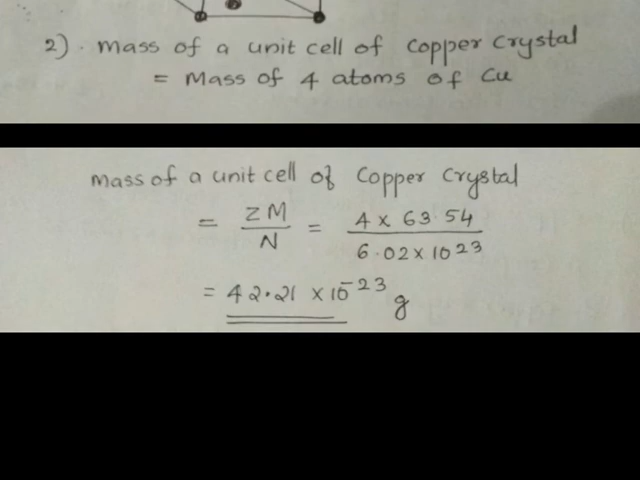 2). Mass of a unit cell of Copper Crystal
= Mass of 4 atoms of Cu
Mass of a unit cell of Copper Crystal
= ZM/N = 4 x 63.54 / 6.02 x 10^23
= 42.21 x 10^-23 g